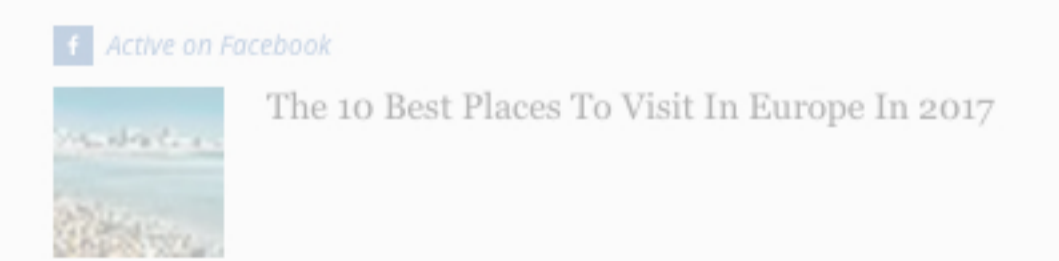 Active on Facebook
The 10 Best Places To Visit In Europe In 2017